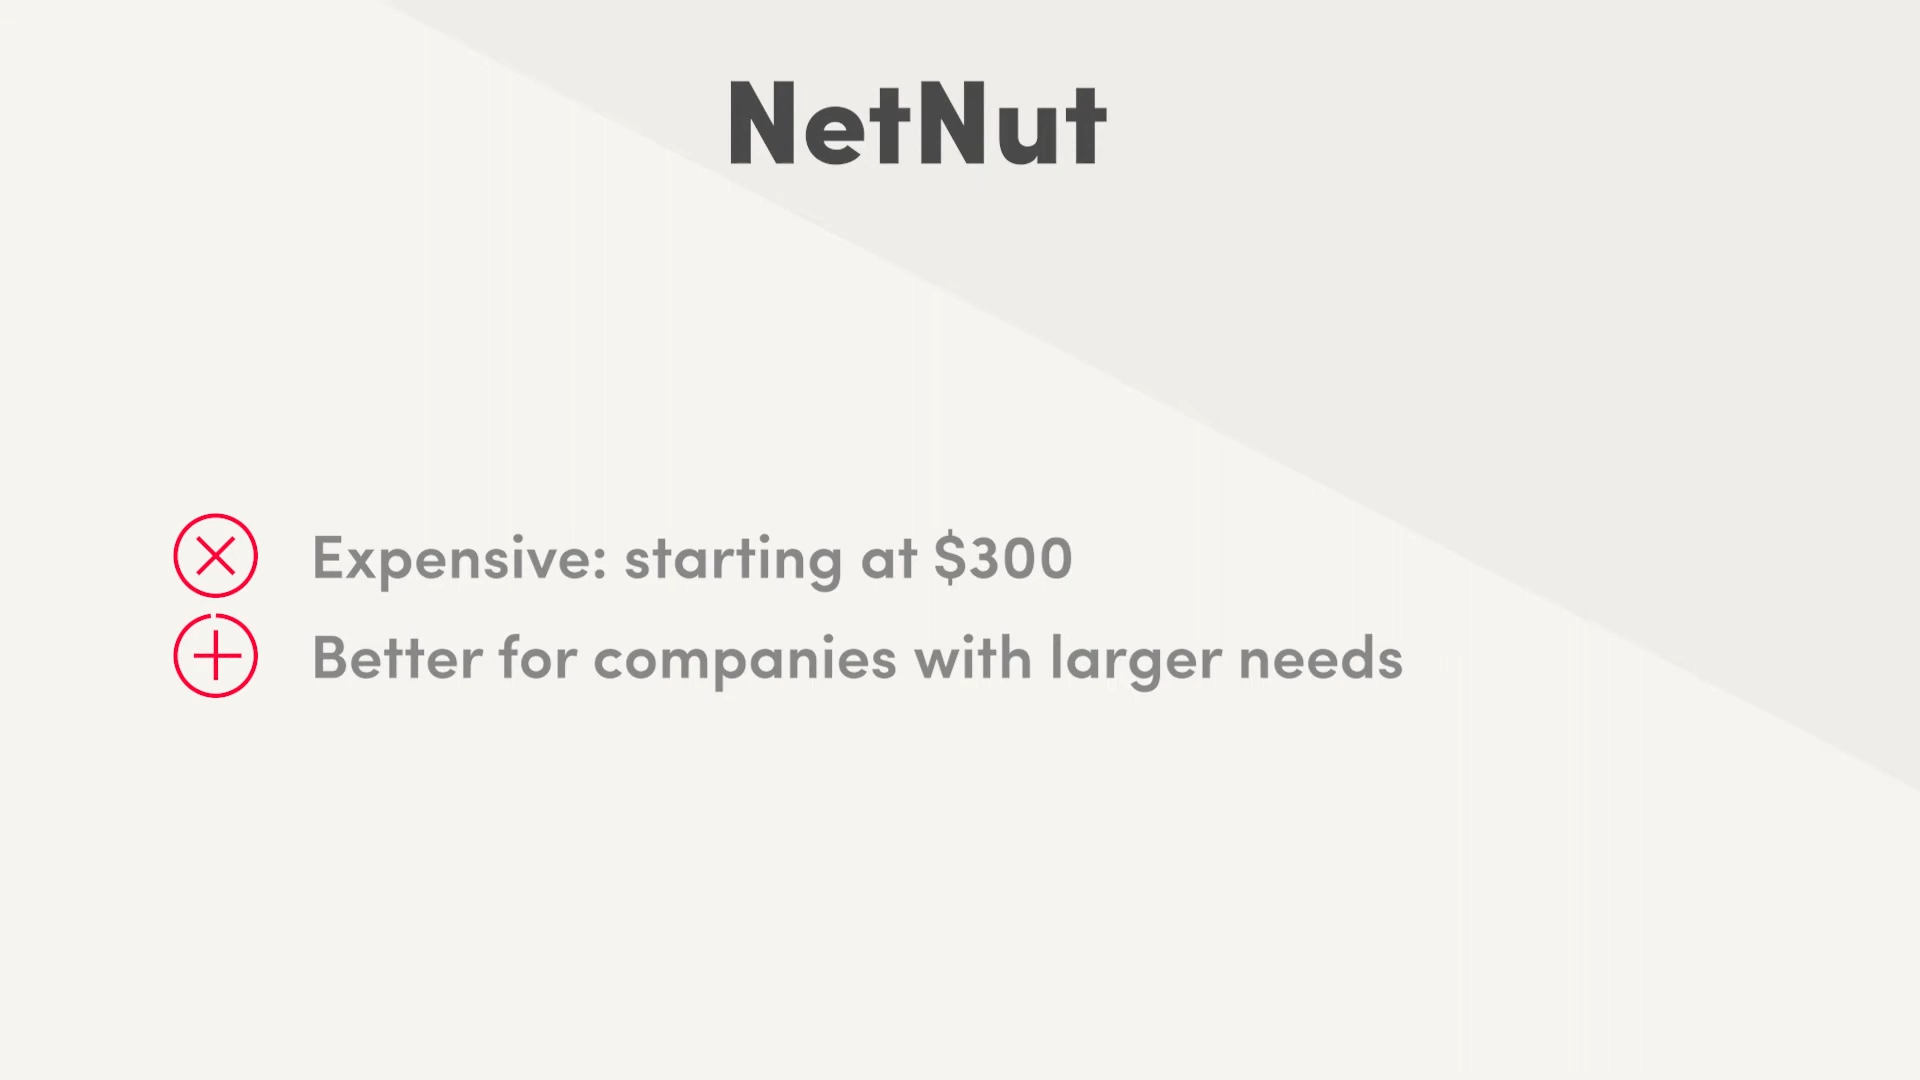 NetNut
Expensive: starting at $300
Better for companies with larger needs